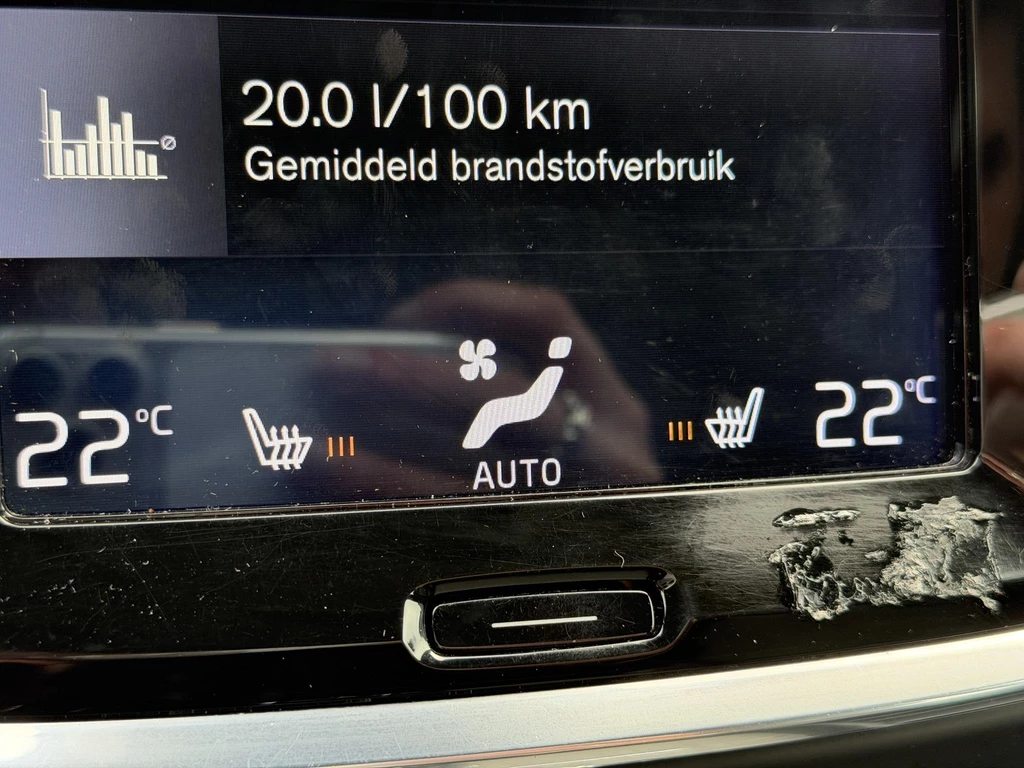 20.0 l/100 km
Gemiddeld brandstofverbruik
22°C
22°C
AUTO